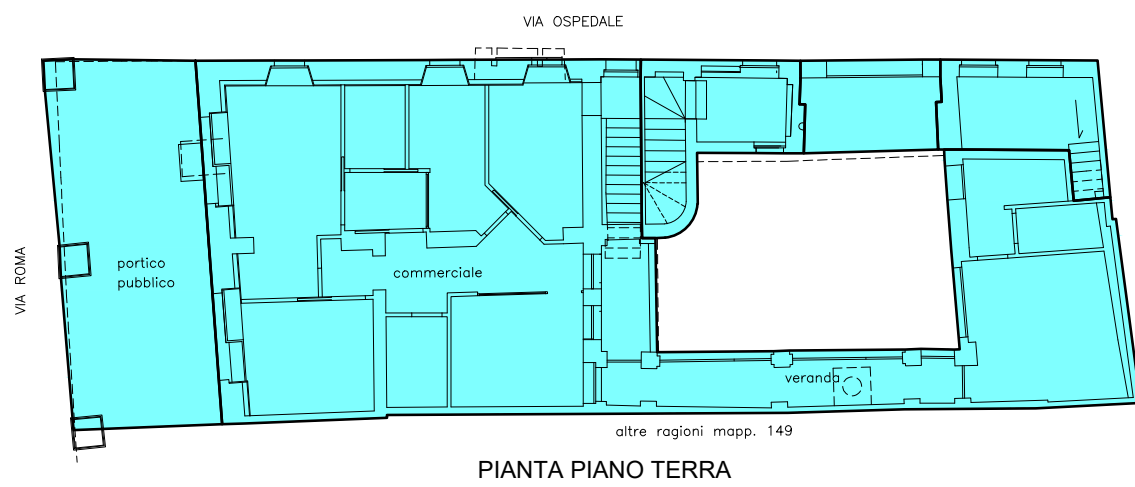 VIA OSPEDALE
VIA ROMA
portico
pubblico
commerciale
veranda
altre ragioni mapp. 149
PIANTA PIANO TERRA